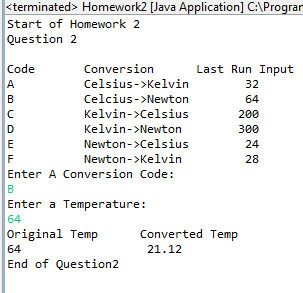 <terminated> Homework2 [Java Application] C:\Program
Start of Homework 2
Question 2
Code Conversion Last Run Input
A Celsius->Kelvin 32
B Celcius->Newton 64
C Kelvin->Celsius 200
D Kelvin->Newton 300
E Newton->Celsius 24
F Newton->Kelvin 28
Enter A Conversion Code:
B
Enter a Temperature:
64
Original Temp Converted Temp
64 21.12
End of Question2